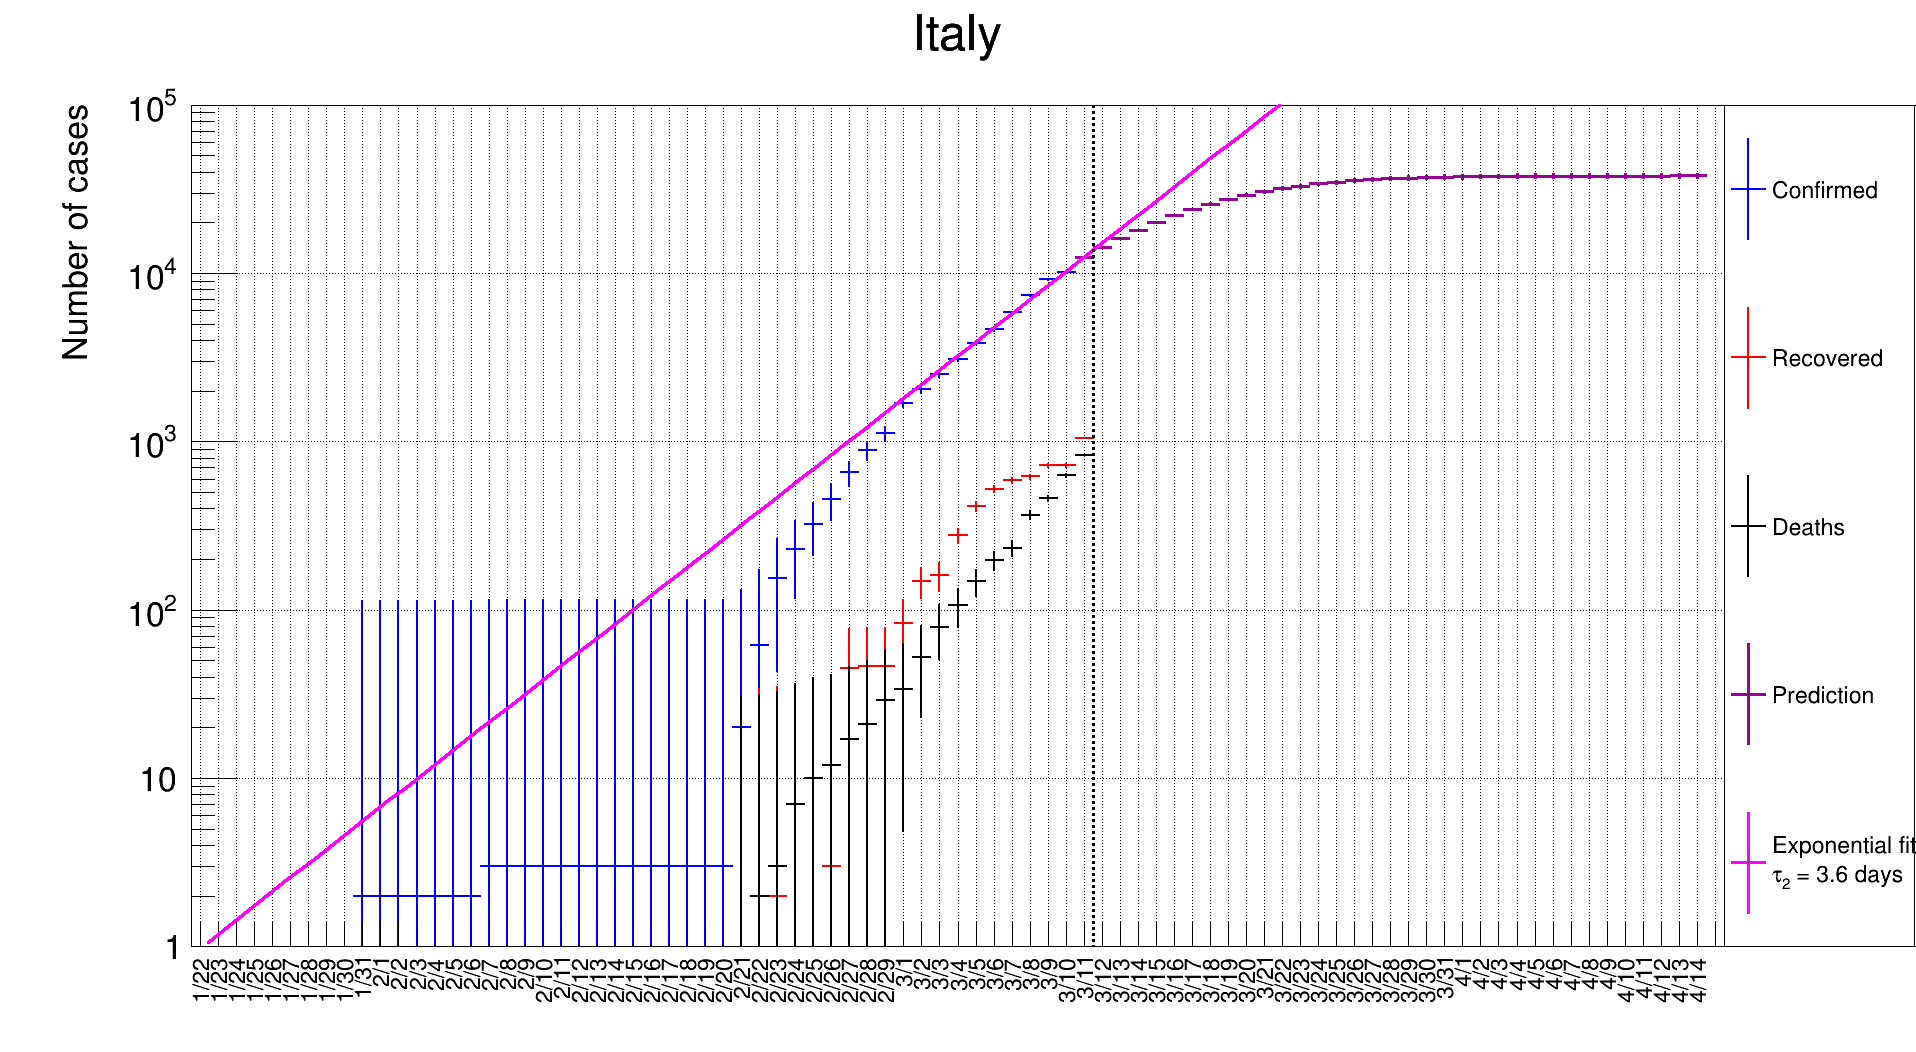 Italy
Number of cases
10^5
10^4
10^3
10^2
10
1
1/22 1/23 1/24 1/25 1/26 1/27 1/28 1/29 1/30 1/31 2/1 2/2 2/3 2/4 2/5 2/6 2/7 2/8 2/9 2/10 2/11 2/12 2/13 2/14 2/15 2/16 2/17 2/18 2/19 2/20 2/21 2/22 2/23 2/24 2/25 2/26 2/27 2/28 2/29 3/1 3/2 3/3 3/4 3/5 3/6 3/7 3/8 3/9 3/10 3/11 3/12 3/13 3/14 3/15 3/16 3/17 3/18 3/19 3/20 3/21 3/22 3/23 3/24 3/25 3/26 3/27 3/28 3/29 3/30 3/31 4/1 4/2 4/3 4/4 4/5 4/6 4/7 4/8 4/9 4/10 4/11 4/12 4/13 4/14
Confirmed
Recovered
Deaths
Prediction
Exponential fit
τ₂ = 3.6 days